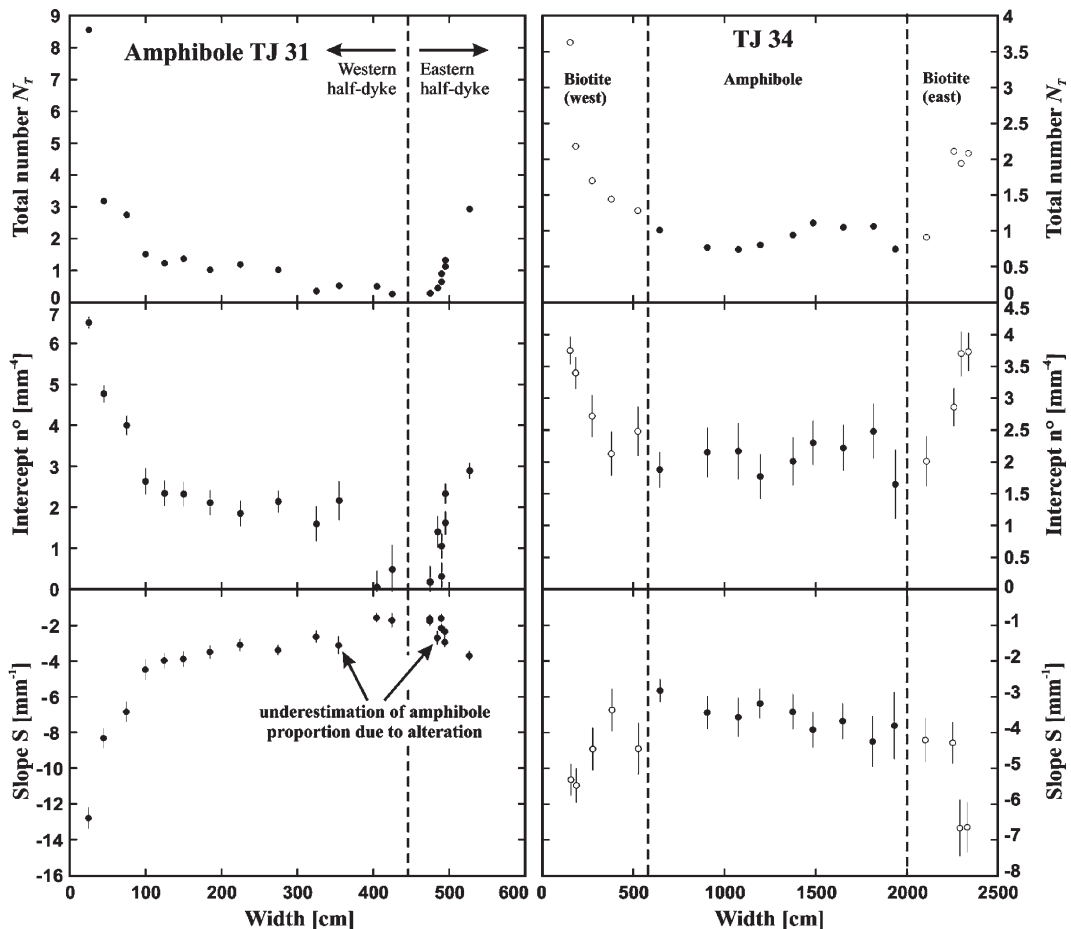 Amphibole TJ 31
Western
half-dyke
Eastern
half-dyke
Total number N_T
9
8
7
6
5
4
3
2
1
0
Intercept n° [mm⁻⁴]
7
6
5
4
3
2
1
0
Slope S [mm⁻¹]
-2
-4
-6
-8
-10
-12
-14
-16
underestimation of amphibole
proportion due to alteration
0 100 200 300 400 500 600
Width [cm]
TJ 34
Biotite
(west)
Amphibole
Biotite
(east)
4
3.5
3
2.5
2
1.5
1
0.5
0
Total number N_T
4.5
4
3.5
3
2.5
2
1.5
1
0.5
0
Intercept n° [mm⁻⁴]
-1
-2
-3
-4
-5
-6
-7
-8
Slope S [mm⁻¹]
0 500 1000 1500 2000 2500
Width [cm]